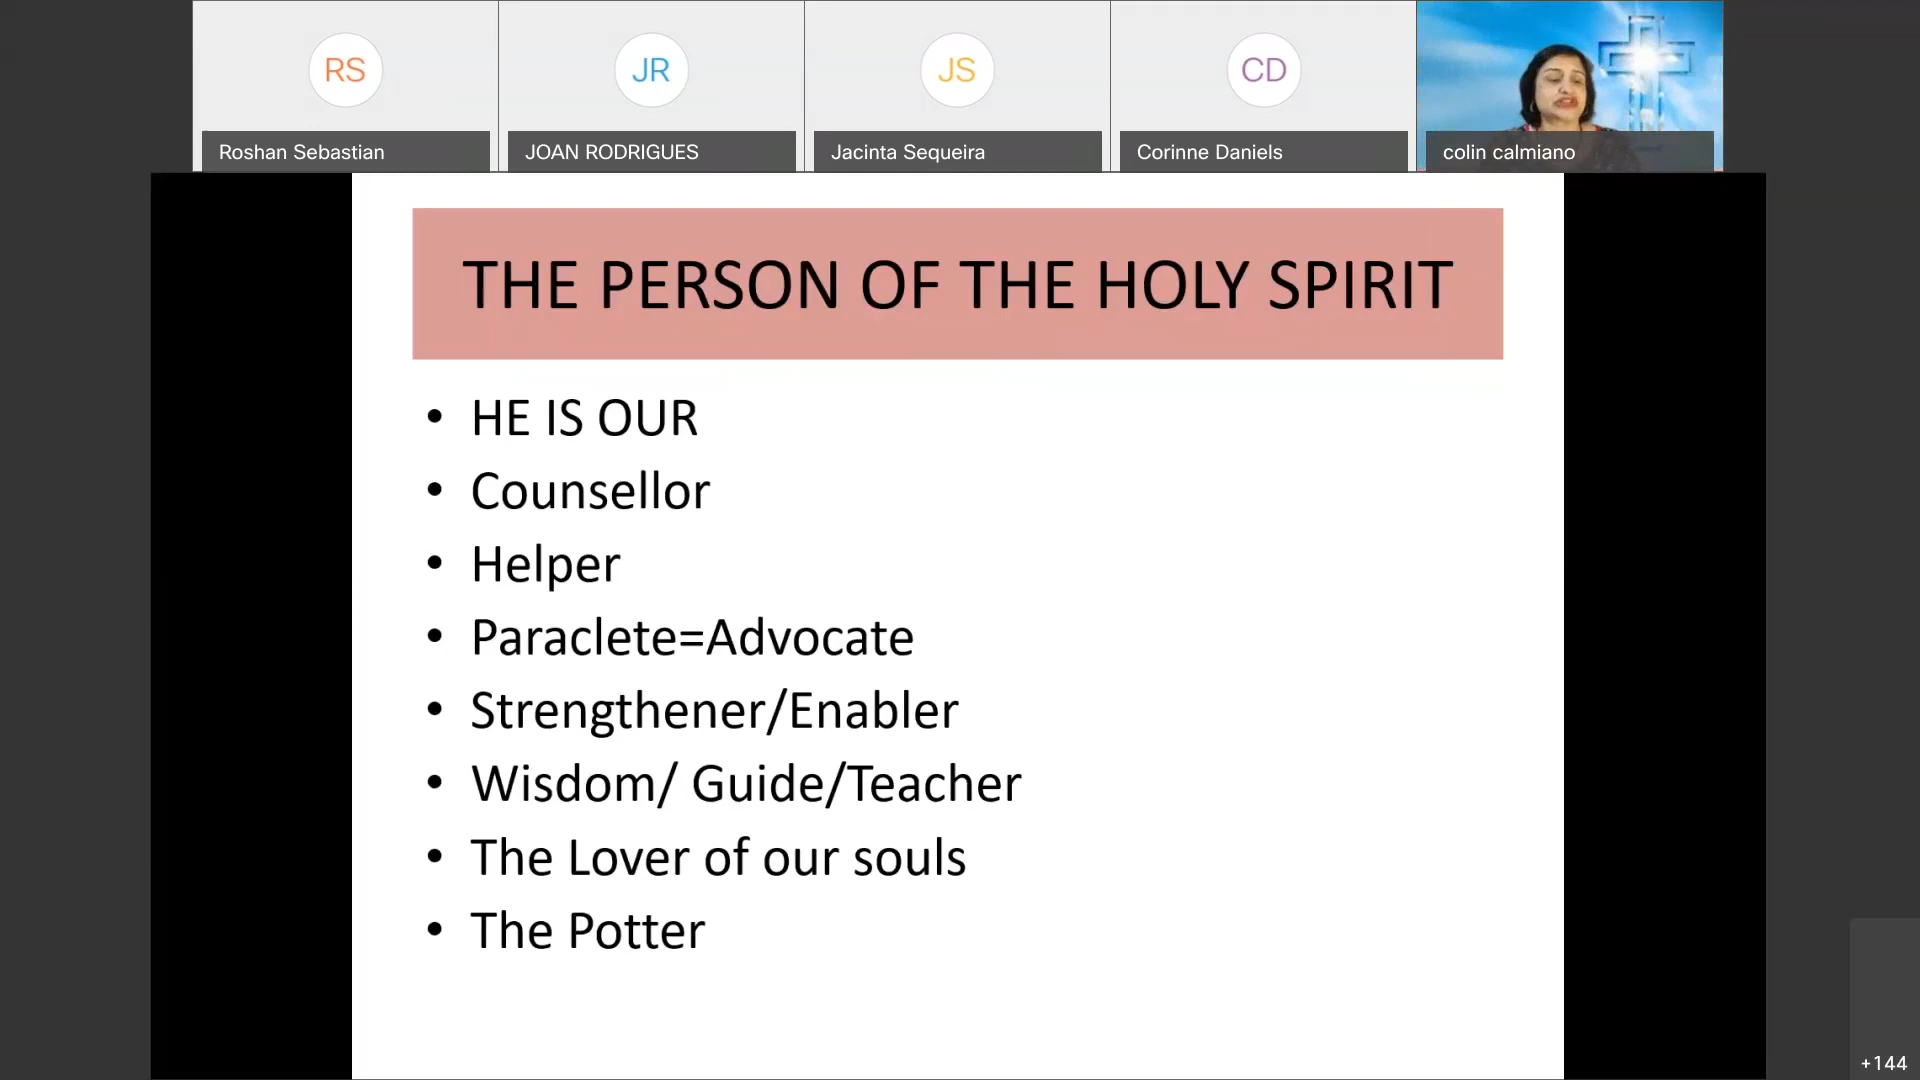 RS
JR
JS
CD
Roshan Sebastian
JOAN RODRIGUES
Jacinta Sequeira
Corinne Daniels
colin calmiano
THE PERSON OF THE HOLY SPIRIT
• HE IS OUR
• Counsellor
• Helper
• Paraclete=Advocate
• Strengthener/Enabler
• Wisdom/ Guide/Teacher
• The Lover of our souls
• The Potter
+144